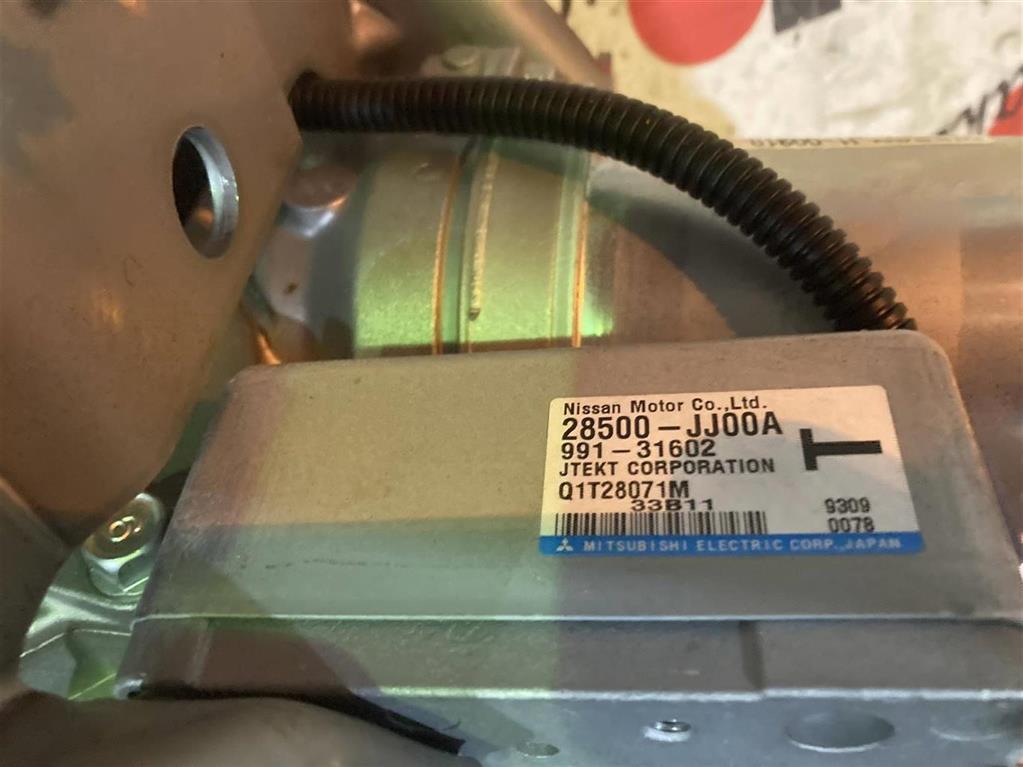 Nissan Motor Co.,Ltd.
28500-JJ00A
991-31602
T
JTEKT CORPORATION
Q1T28071M
33B11
9309
0078
MITSUBISHI ELECTRIC CORP.,JAPAN